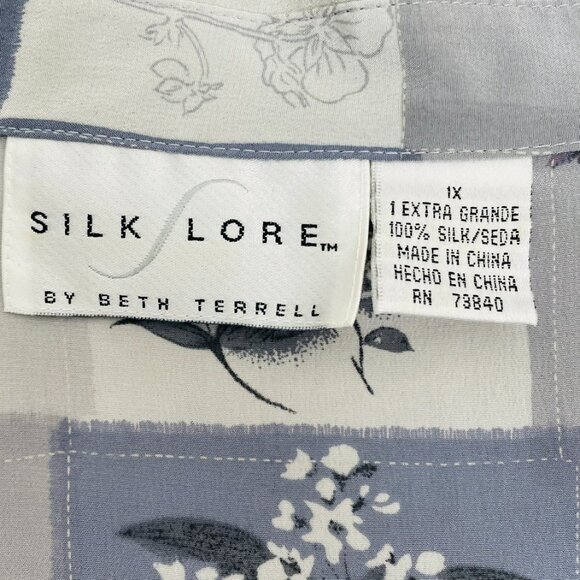 SILK LORE™
BY BETH TERRELL
1X
1 EXTRA GRANDE
100% SILK/SEDA
MADE IN CHINA
HECHO EN CHINA
RN 73840